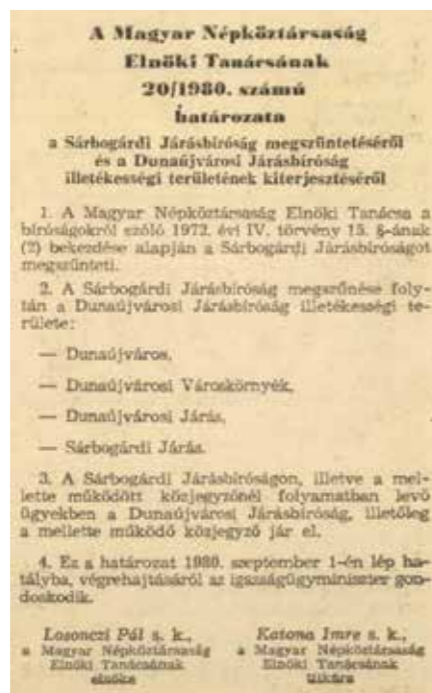 A Magyar Népköztársaság
Elnöki Tanácsának
20/1980. számú
határozata
a Sárbogárdi Járásbíróság megszüntetéséről
és a Dunaújvárosi Járásbíróság
illetékességi területének kiterjesztéséről
1. A Magyar Népköztársaság Elnöki Tanácsa a
bíróságokról szóló 1972. évi IV. törvény 15. §-ának
(2) bekezdése alapján a Sárbogárdi Járásbíróságot
megszünteti.
2. A Sárbogárdi Járásbíróság megszűnése foly-
tán a Dunaújvárosi Járásbíróság illetékességi te-
rülete:
— Dunaújváros,
— Dunaújvárosi Városkörnyék,
— Dunaújvárosi Járás,
— Sárbogárdi Járás.
3. A Sárbogárdi Járásbíróságon, illetve a mel-
lette működött közjegyzőnél folyamatban levő
ügyekben a Dunaújvárosi Járásbíróság, illetőleg
a mellette működő közjegyző jár el.
4. Ez a határozat 1980. szeptember 1-én lép ha-
tályba, végrehajtásáról az igazságügyminiszter gon-
doskodik.
Losonczi Pál s. k., Katona Imre s. k.,
a Magyar Népköztársaság a Magyar Népköztársaság
Elnöki Tanácsának Elnöki Tanácsának
elnöke titkára